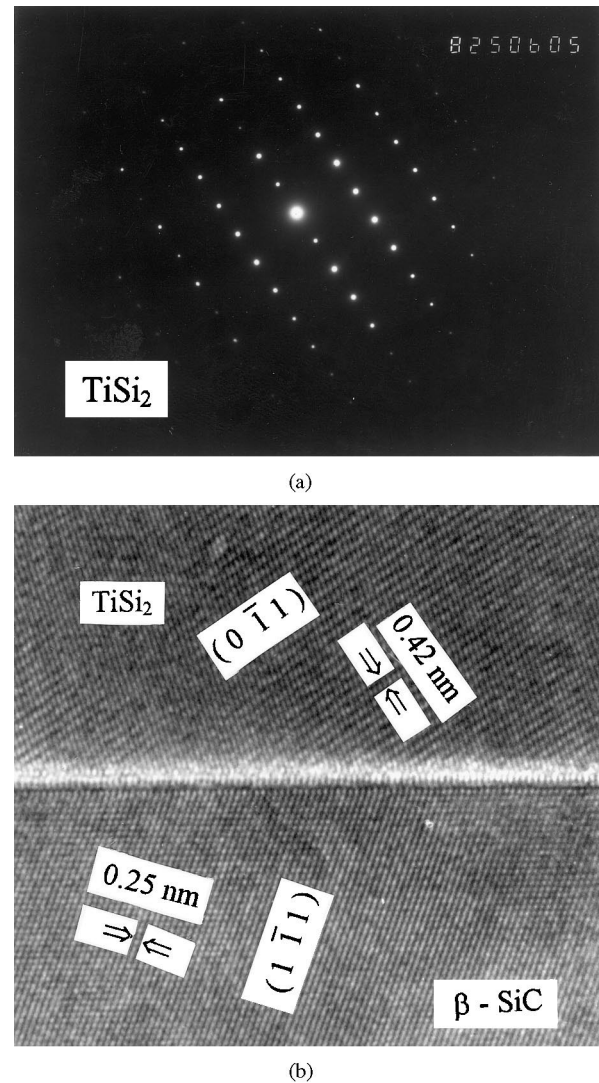 8250605
TiSi₂
(a)
TiSi₂
(0 1̅ 1)
0.42 nm
0.25 nm
(1 1̅ 1)
β - SiC
(b)